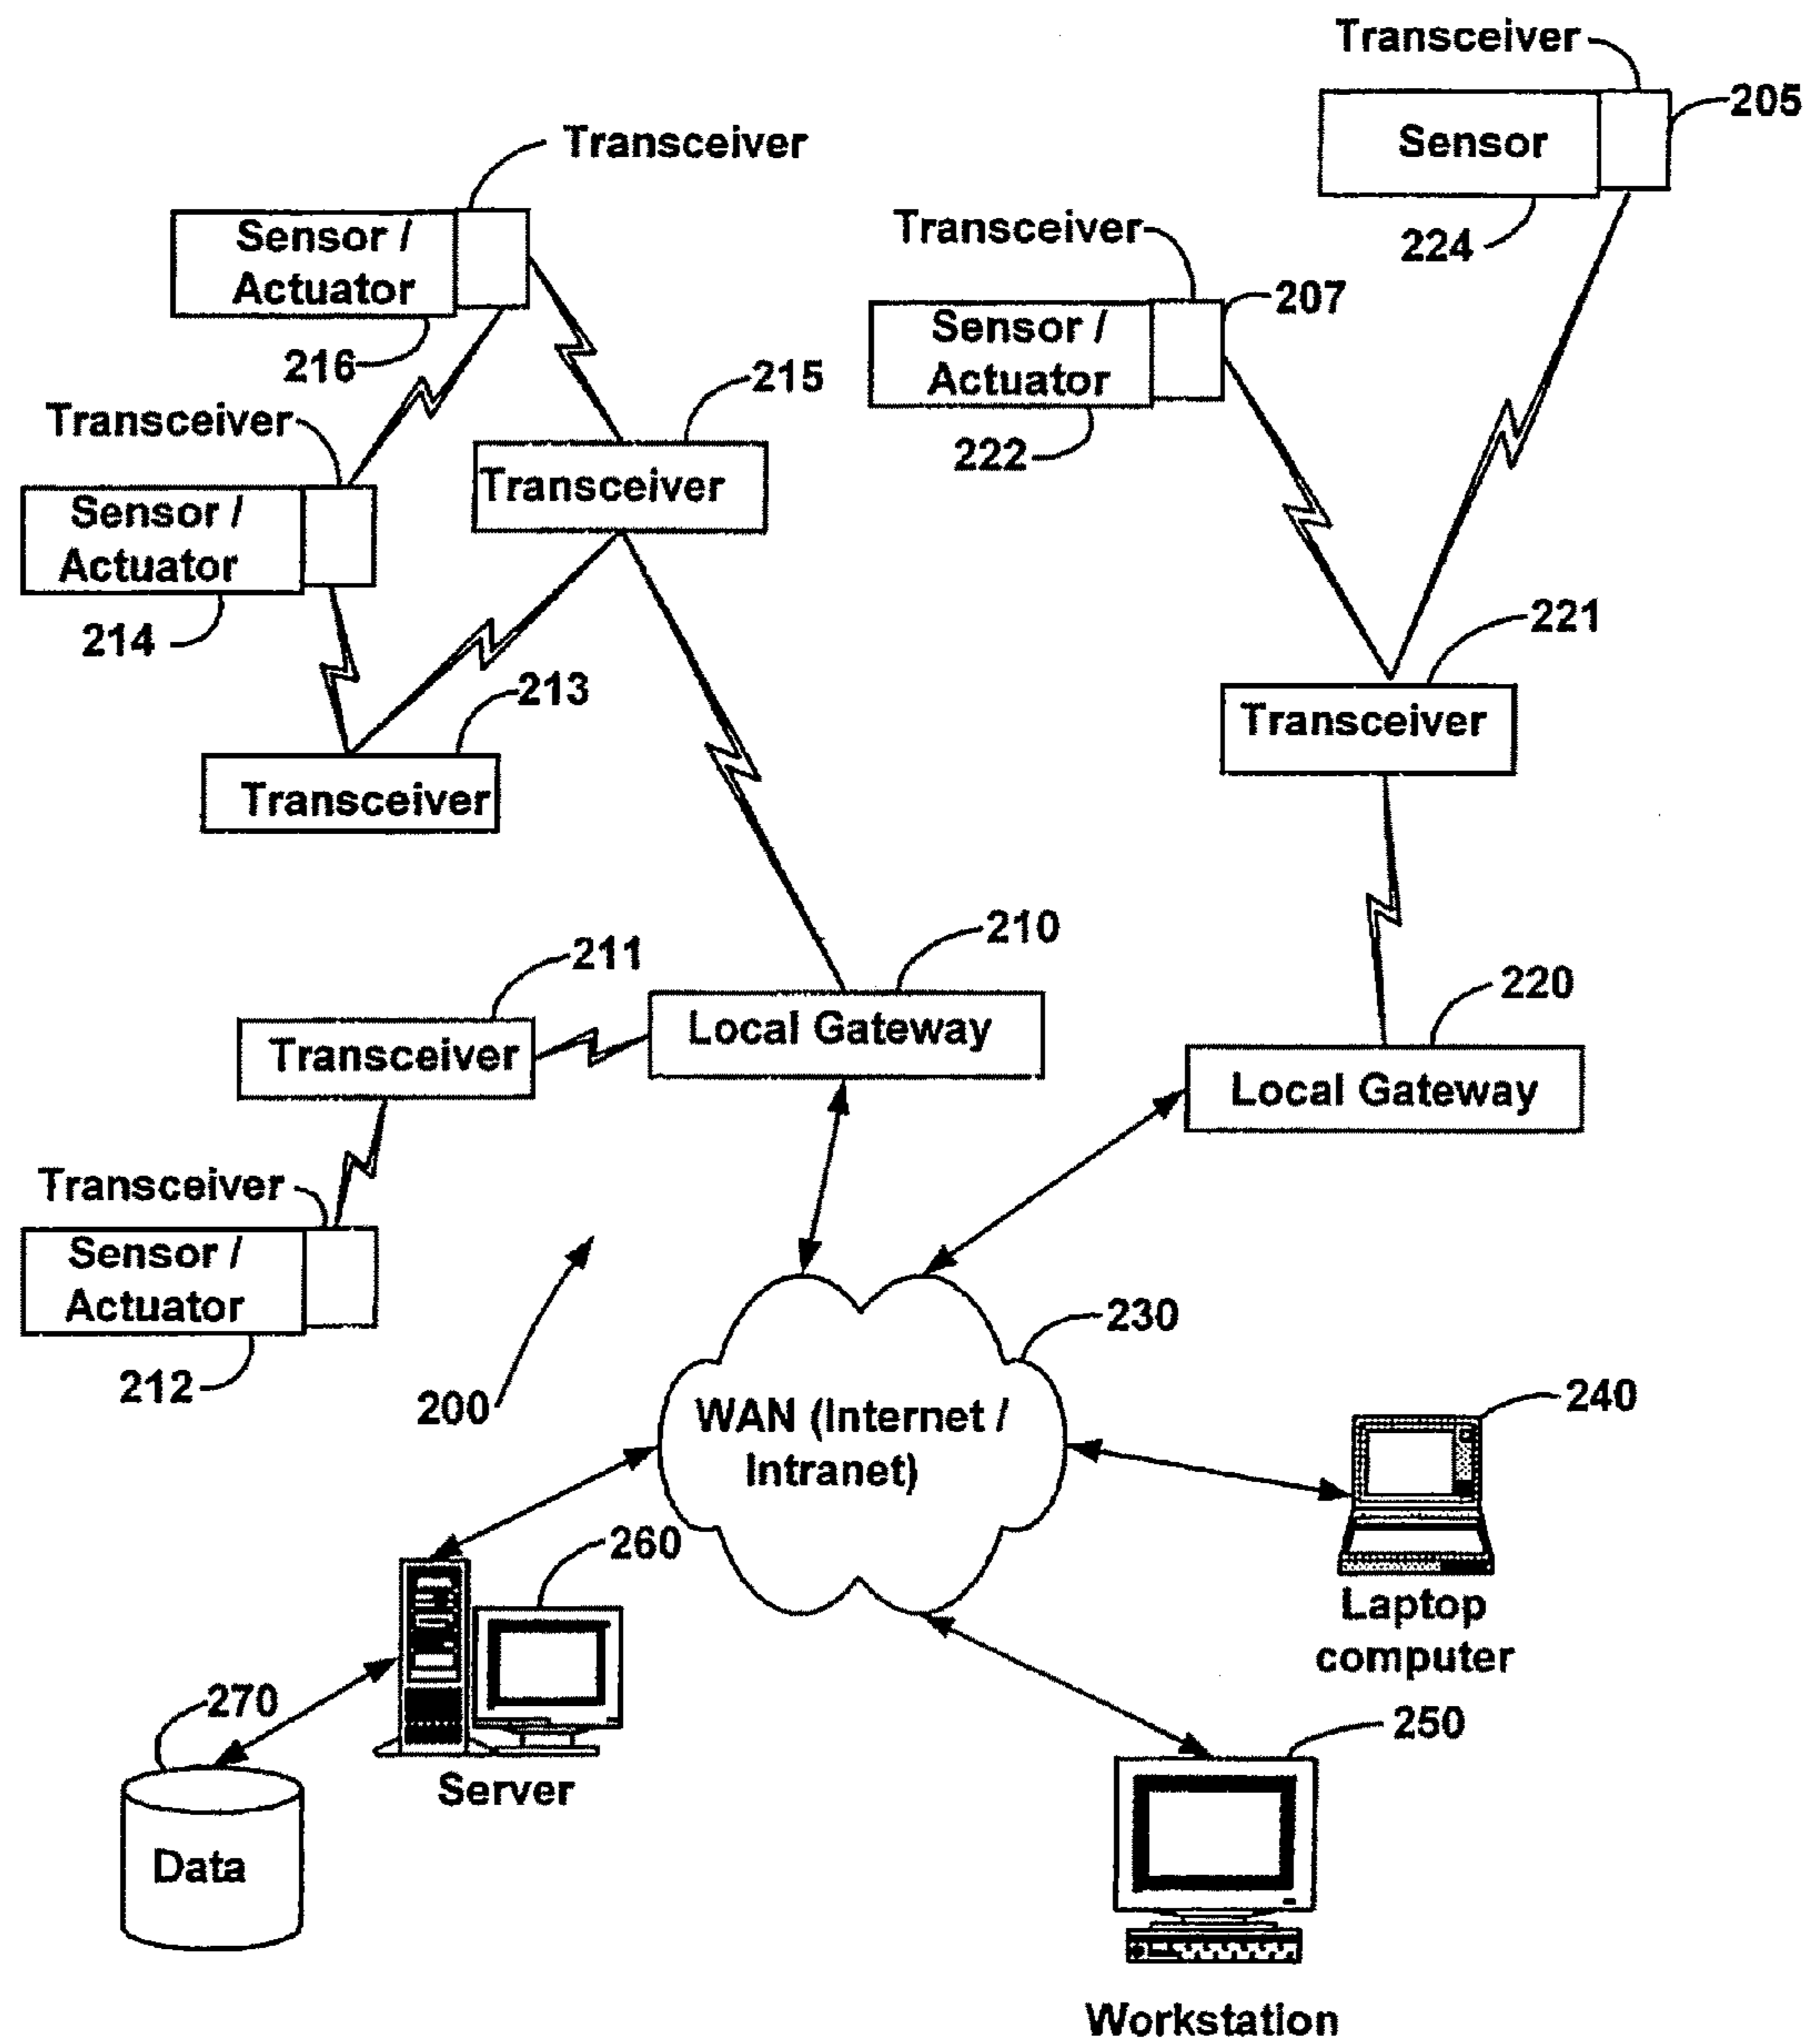 Transceiver
205
Sensor
224
Transceiver
Sensor /
Actuator
216
Transceiver
207
Sensor /
Actuator
222
215
Transceiver
Transceiver
Sensor /
Actuator
214
213
Transceiver
221
Transceiver
210
Local Gateway
211
Transceiver
220
Local Gateway
Transceiver
Sensor /
Actuator
212
200
230
WAN (Internet /
Intranet)
240
Laptop
computer
260
Server
270
Data
250
Workstation